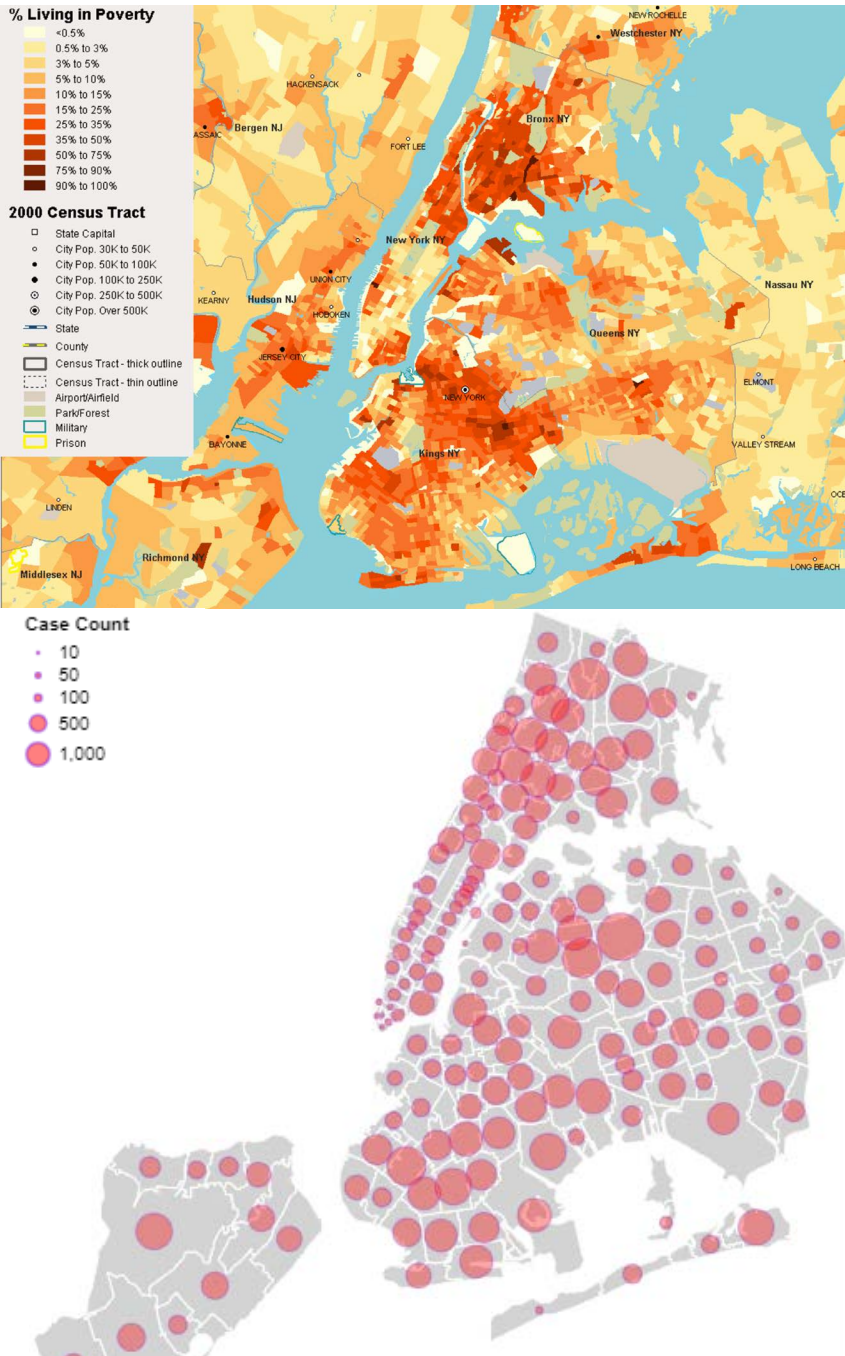 % Living in Poverty
<0.5%
0.5% to 3%
3% to 5%
5% to 10%
10% to 15%
15% to 25%
25% to 35%
35% to 50%
50% to 75%
75% to 90%
90% to 100%
2000 Census Tract
State Capital
City Pop. 30K to 50K
City Pop. 50K to 100K
City Pop. 100K to 250K
City Pop. 250K to 500K
City Pop. Over 500K
State
County
Census Tract - thick outline
Census Tract - thin outline
Airport/Airfield
Park/Forest
Military
Prison
NEW ROCHELLE
Westchester NY
HACKENSACK
Bronx NY
ASSAIC
Bergen NJ
FORT LEE
New York NY
UNION CITY
Nassau NY
KEARNY
Hudson NJ
HOBOKEN
Queens NY
JERSEY CITY
ELMONT
NEW YORK
BAYONNE
Kings NY
VALLEY STREAM
LINDEN
OCE
Richmond NY
Middlesex NJ
LONG BEACH
Case Count
10
50
100
500
1,000